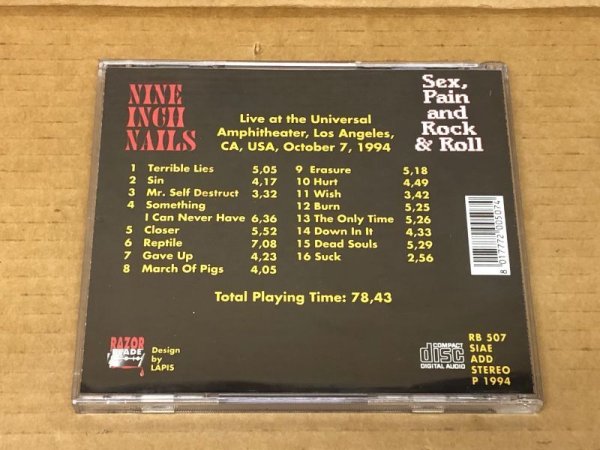 NINE
INCH
NAILS
Sex,
Pain
and
Rock
& Roll
Live at the Universal
Amphitheater, Los Angeles,
CA, USA, October 7, 1994
1 Terrible Lies 5,05
2 Sin 4,17
3 Mr. Self Destruct 3,32
4 Something
I Can Never Have 6,36
5 Closer 5,52
6 Reptile 7,08
7 Gave Up 4,23
8 March Of Pigs 4,05
9 Erasure 5,18
10 Hurt 4,49
11 Wish 3,42
12 Burn 5,25
13 The Only Time 5,26
14 Down In It 4,33
15 Dead Souls 5,29
16 Suck 2,56
Total Playing Time: 78,43
8 017772 005074
RAZOR
BLADE
Design
by
LAPIS
COMPACT
disc
DIGITAL AUDIO
RB 507
SIAE
ADD
STEREO
P 1994